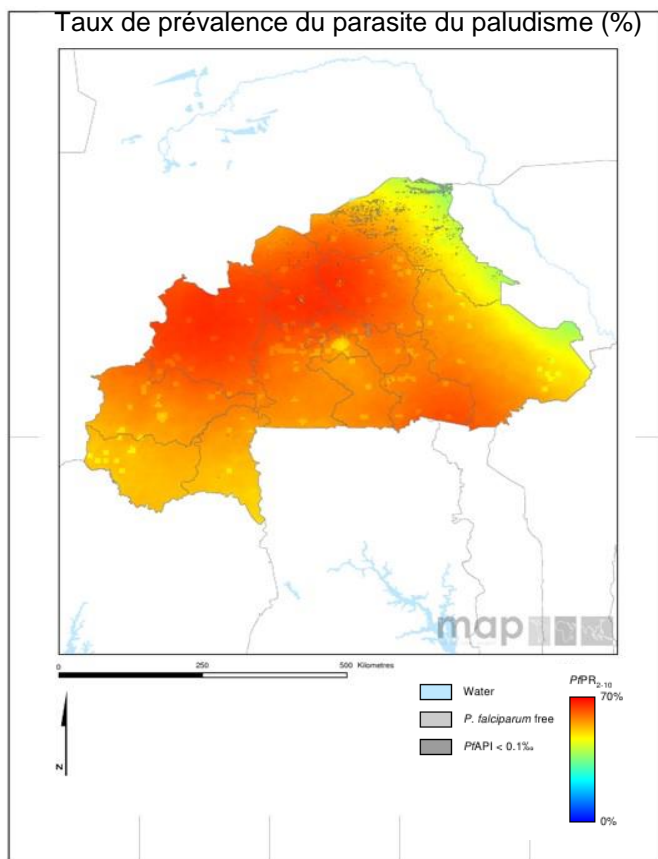 Taux de prévalence du parasite du paludisme (%)
map
0 250 500 Kilometres
N
Water
P. falciparum free
PfAPI < 0.1‰
PfPR2-10
70%
0%